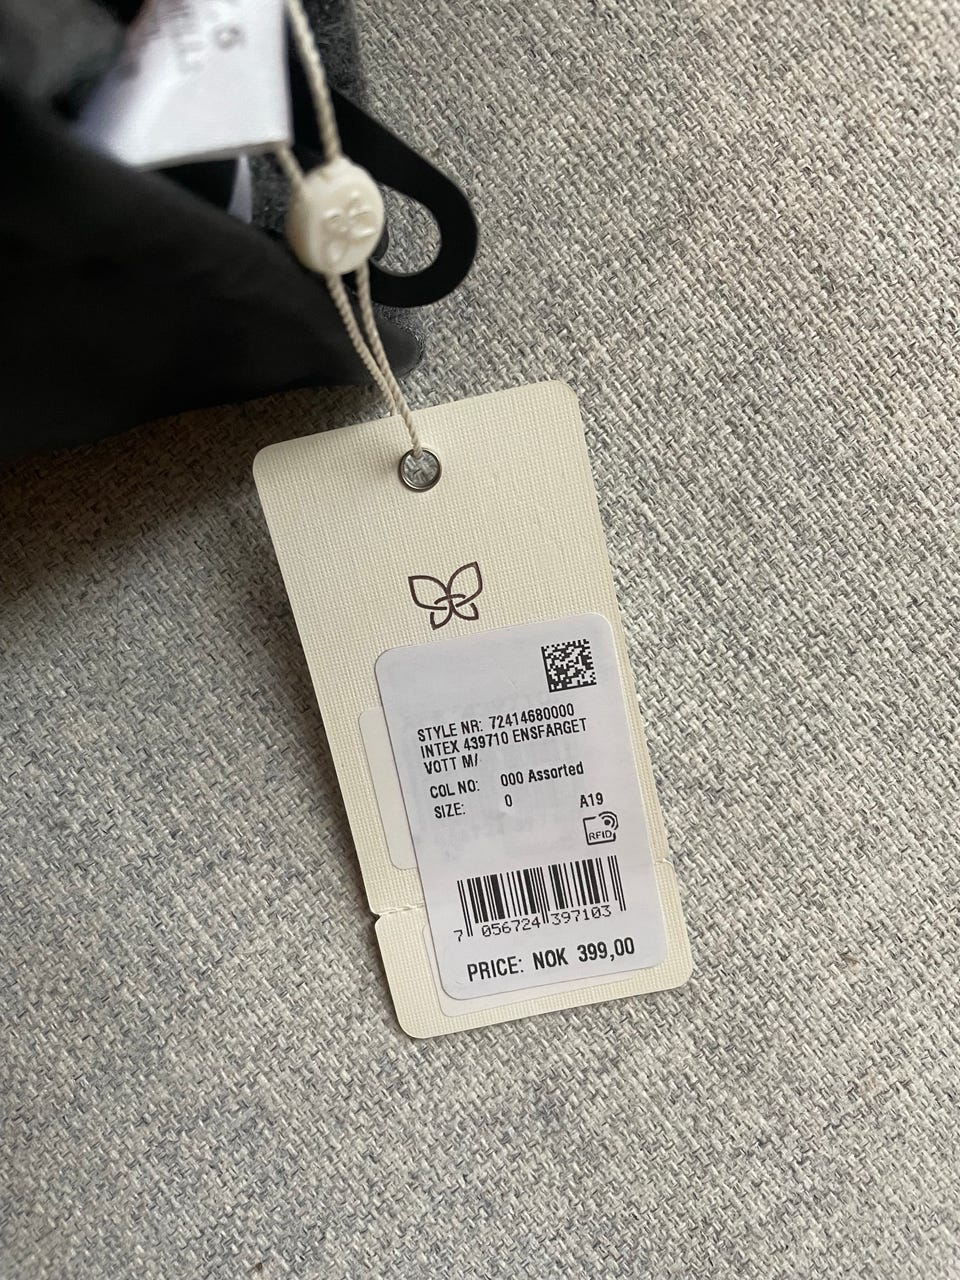 STYLE NR: 72414680000
INTEX 439710 ENSFARGET
VOTT M/
COL NO: 000 Assorted
SIZE: 0
A19
RFID
7 056724 397103
PRICE: NOK 399,00